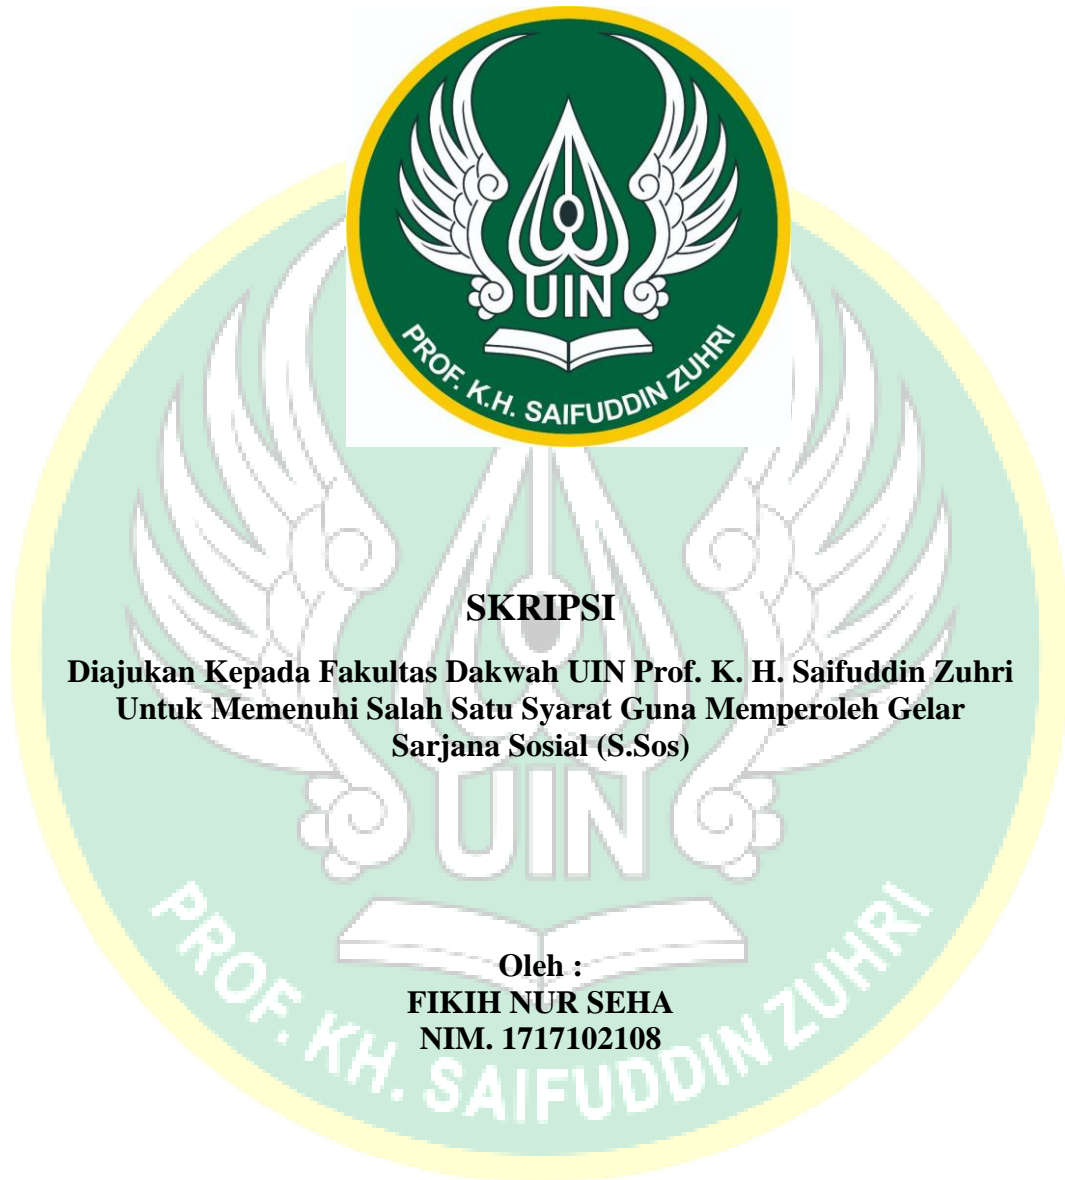 UIN
PROF. K.H. SAIFUDDIN ZUHRI
SKRIPSI
Diajukan Kepada Fakultas Dakwah UIN Prof. K. H. Saifuddin Zuhri
Untuk Memenuhi Salah Satu Syarat Guna Memperoleh Gelar
Sarjana Sosial (S.Sos)
UIN
Oleh :
FIKIH NUR SEHA
NIM. 1717102108
PROF. KH. SAIFUDDIN ZUHRI